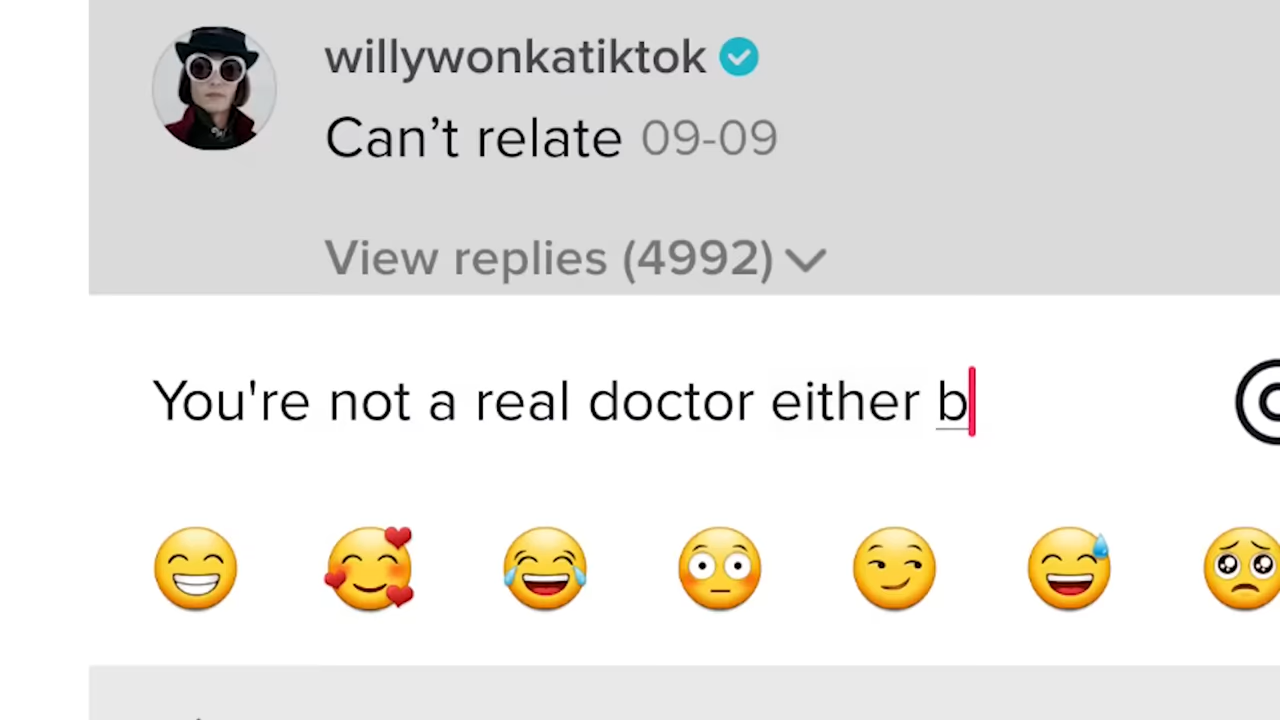 willywonkatiktok
Can’t relate 09-09
View replies (4992)
You're not a real doctor either b